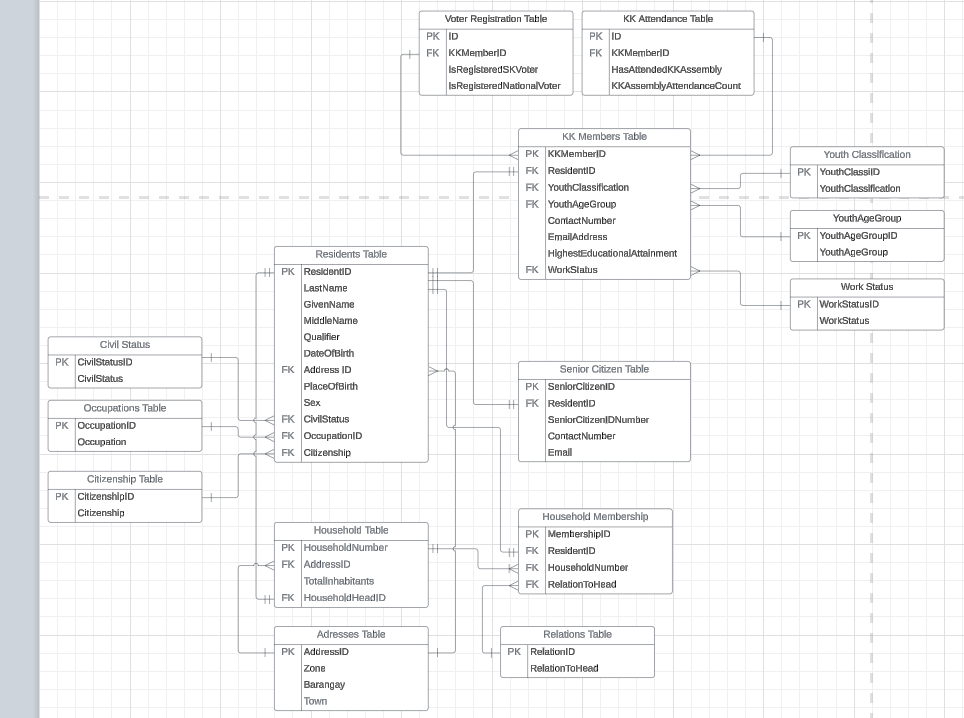 Voter Registration Table
PK ID
FK KKMemberID
IsRegisteredSKVoter
IsRegisteredNationalVoter
KK Attendance Table
PK ID
FK KKMemberID
HasAttendedKKAssembly
KKAssemblyAttendanceCount
KK Members Table
PK KKMemberID
FK ResidentID
FK YouthClassification
FK YouthAgeGroup
ContactNumber
EmailAddress
HighestEducationalAttainment
FK WorkStatus
Youth Classification
PK YouthClassiID
YouthClassification
YouthAgeGroup
PK YouthAgeGroupID
YouthAgeGroup
Work Status
PK WorkStatusID
WorkStatus
Residents Table
PK ResidentID
LastName
GivenName
MiddleName
Qualifier
DateOfBirth
FK Address ID
PlaceOfBirth
Sex
FK CivilStatus
FK OccupationID
FK Citizenship
Civil Status
PK CivilStatusID
CivilStatus
Occupations Table
PK OccupationID
Occupation
Citizenship Table
PK CitizenshipID
Citizenship
Senior Citizen Table
PK SeniorCitizenID
FK ResidentID
SeniorCitizenIDNumber
ContactNumber
Email
Household Table
PK HouseholdNumber
FK AddressID
TotalInhabitants
FK HouseholdHeadID
Household Membership
PK MembershipID
FK ResidentID
FK HouseholdNumber
FK RelationToHead
Adresses Table
PK AddressID
Zone
Barangay
Town
Relations Table
PK RelationID
RelationToHead